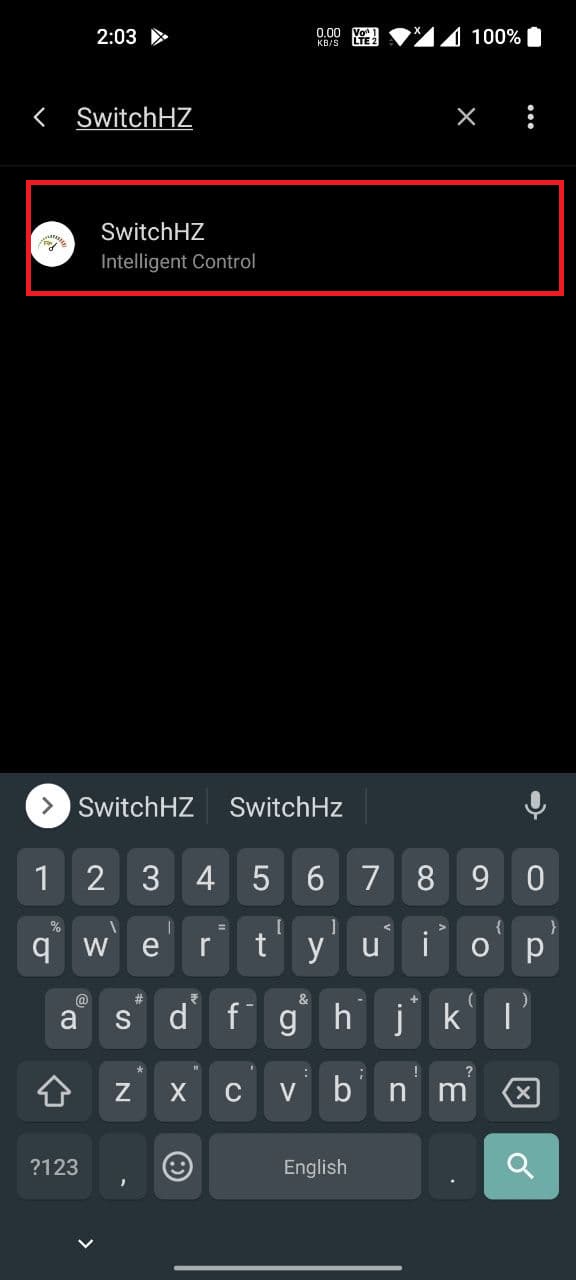 2:03 0.00 KB/S Vo 1 LTE 2 x 100%
SwitchHZ
SwitchHZ
Intelligent Control
SwitchHZ SwitchHz
1 2 3 4 5 6 7 8 9 0
% \ | = [ ] < > { }
q w e r t y u i o p
@ # ₹ _ & - + ( )
a s d f g h j k l
* " ' : ; ! ?
z x c v b n m
?123 , English .